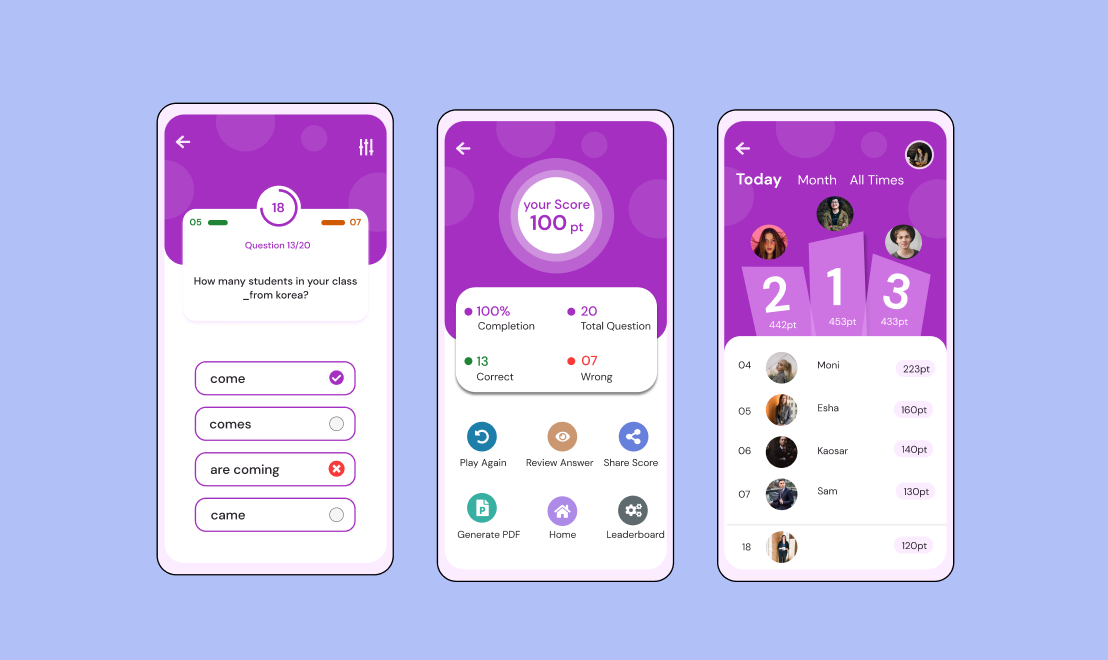 18
05
07
Question 13/20
How many students in your class
_from korea?
come
comes
are coming
came
your Score
100 pt
100%
Completion
20
Total Question
13
Correct
07
Wrong
Play Again
Review Answer
Share Score
Generate PDF
Home
Leaderboard
Today Month All Times
2
442pt
1
453pt
3
433pt
04 Moni 223pt
05 Esha 160pt
06 Kaosar 140pt
07 Sam 130pt
18 120pt